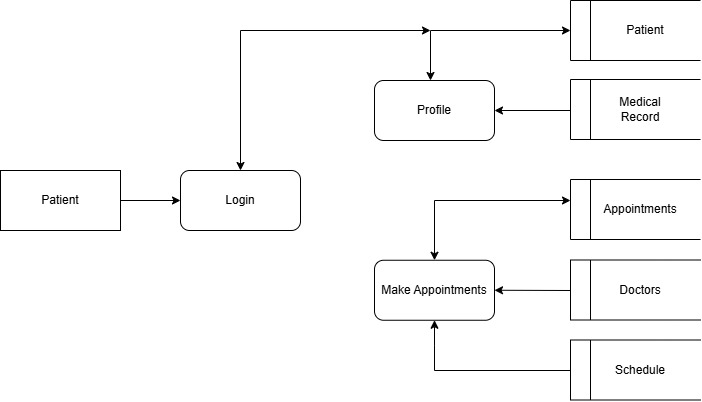 Patient
Profile
Medical
Record
Patient
Login
Appointments
Make Appointments
Doctors
Schedule